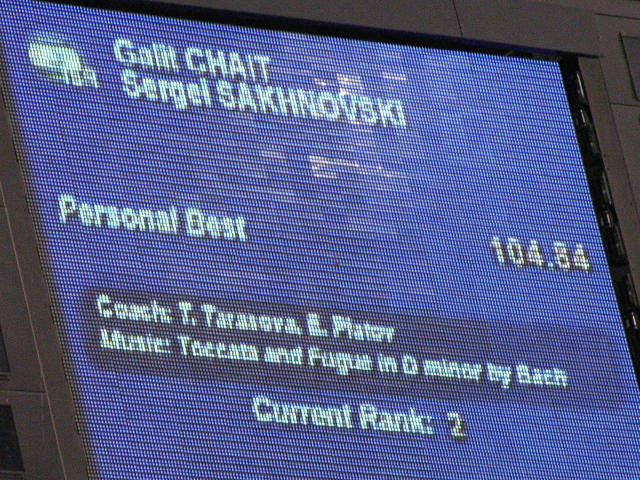 ISR
Galit CHAIT
Sergei SAKHNOVSKI
Personal Best 104.84
Coach: T. Tarasova, E. Platov
Music: Toccata and Fugue in D minor by Bach
Current Rank: 2